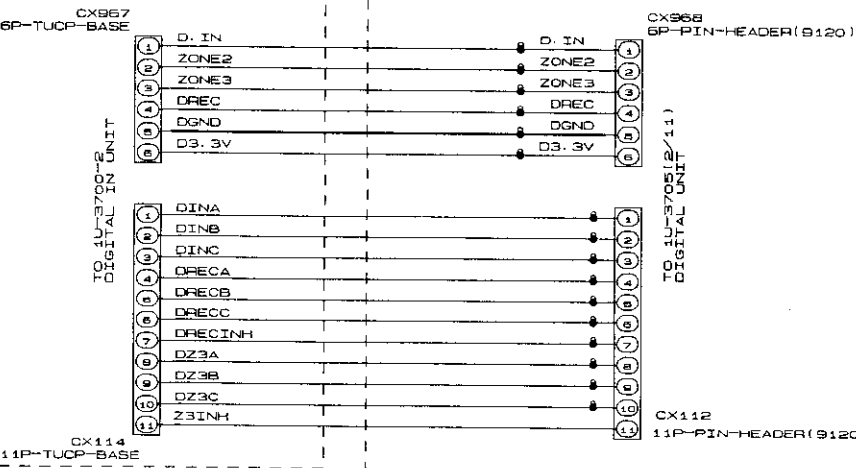 CX967
6P-TUCP-BASE
CX968
6P-PIN-HEADER(9120)
1 D.IN D.IN 1
2 ZONE2 ZONE2 2
3 ZONE3 ZONE3 3
4 DREC DREC 4
5 DGND DGND 5
6 D3.3V D3.3V 6
TO 1U-3700-2
DIGITAL IN UNIT
TO 1U-3705(2/11)
DIGITAL UNIT
1 DINA 1
2 DINB 2
3 DINC 3
4 DRECA 4
5 DRECB 5
6 DRECC 6
7 DRECINH 7
8 DZ3A 8
9 DZ3B 9
10 DZ3C 10
11 Z3INH 11
CX114
11P-TUCP-BASE
CX112
11P-PIN-HEADER(9120